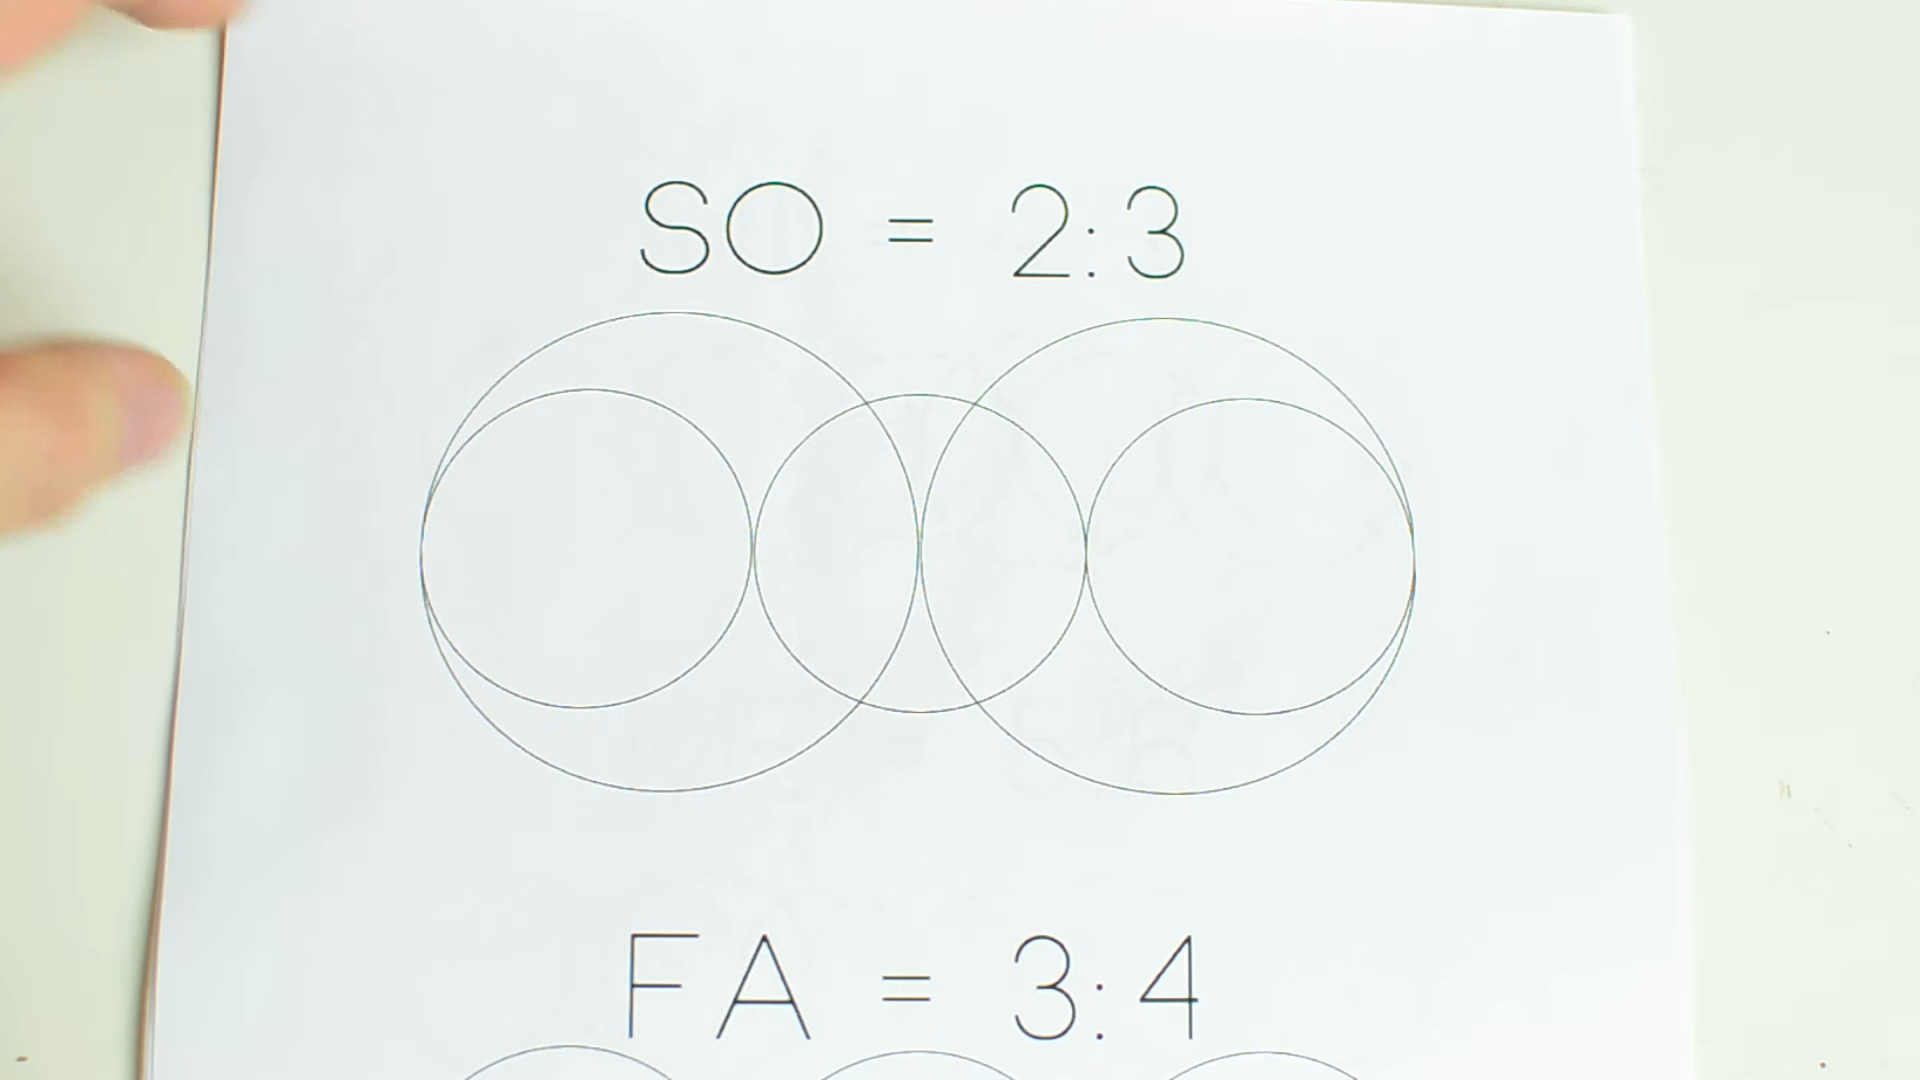 SO = 2:3
FA = 3:4